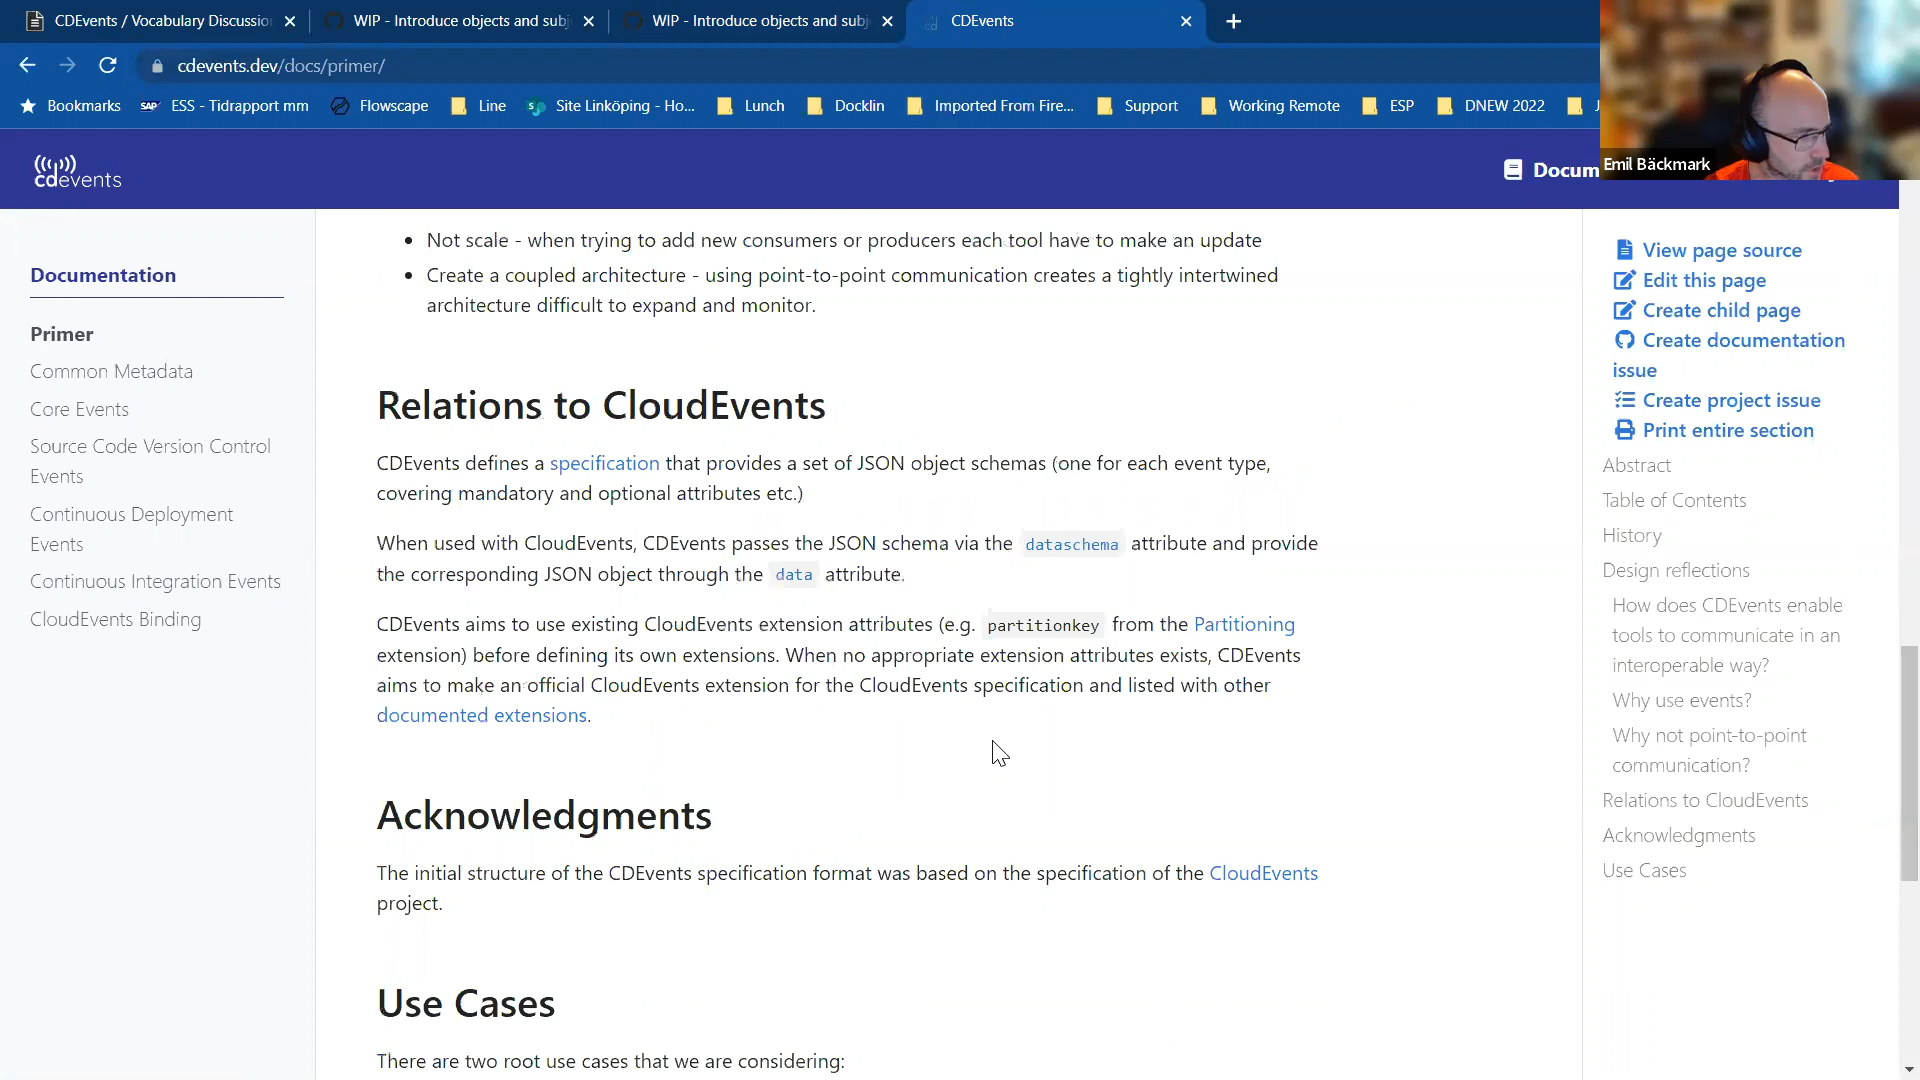 CDEvents / Vocabulary Discussio
WIP - Introduce objects and subj
WIP - Introduce objects and subj
CDEvents
cdevents.dev/docs/primer/
Bookmarks
SAP ESS - Tidrapport mm
Flowscape
Line
Site Linköping - Ho...
Lunch
Docklin
Imported From Fire...
Support
Working Remote
ESP
DNEW 2022
cdevents
Docum
Emil Bäckmark
Documentation
Primer
Common Metadata
Core Events
Source Code Version Control
Events
Continuous Deployment
Events
Continuous Integration Events
CloudEvents Binding
• Not scale - when trying to add new consumers or producers each tool have to make an update
• Create a coupled architecture - using point-to-point communication creates a tightly intertwined
architecture difficult to expand and monitor.
Relations to CloudEvents
CDEvents defines a specification that provides a set of JSON object schemas (one for each event type,
covering mandatory and optional attributes etc.)
When used with CloudEvents, CDEvents passes the JSON schema via the dataschema attribute and provide
the corresponding JSON object through the data attribute.
CDEvents aims to use existing CloudEvents extension attributes (e.g. partitionkey from the Partitioning
extension) before defining its own extensions. When no appropriate extension attributes exists, CDEvents
aims to make an official CloudEvents extension for the CloudEvents specification and listed with other
documented extensions.
Acknowledgments
The initial structure of the CDEvents specification format was based on the specification of the CloudEvents
project.
Use Cases
There are two root use cases that we are considering:
View page source
Edit this page
Create child page
Create documentation
issue
Create project issue
Print entire section
Abstract
Table of Contents
History
Design reflections
How does CDEvents enable
tools to communicate in an
interoperable way?
Why use events?
Why not point-to-point
communication?
Relations to CloudEvents
Acknowledgments
Use Cases